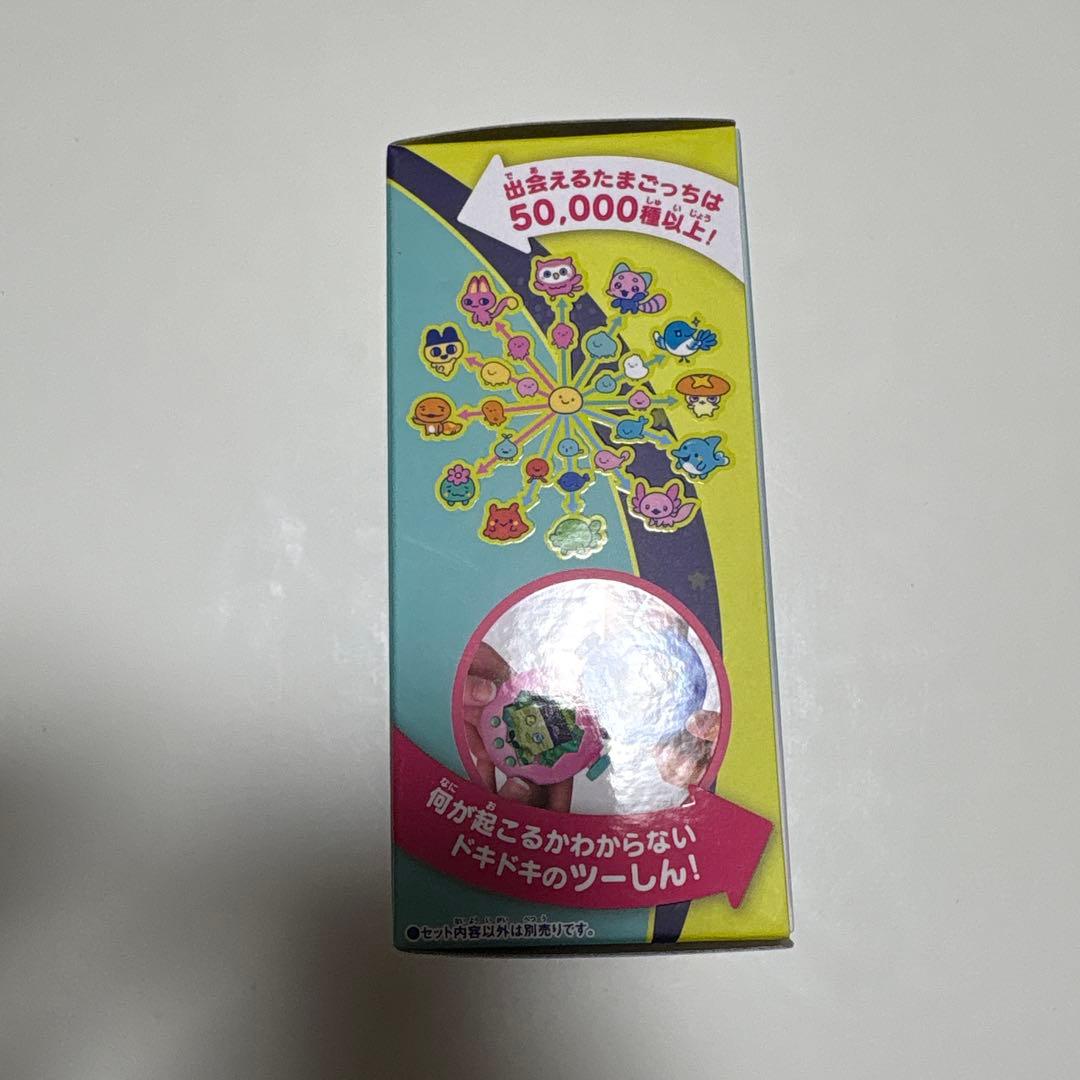 出会えるたまごっちは
50,000種以上!
何が起こるかわからない
ドキドキのツーしん!
●セット内容以外は別売りです。